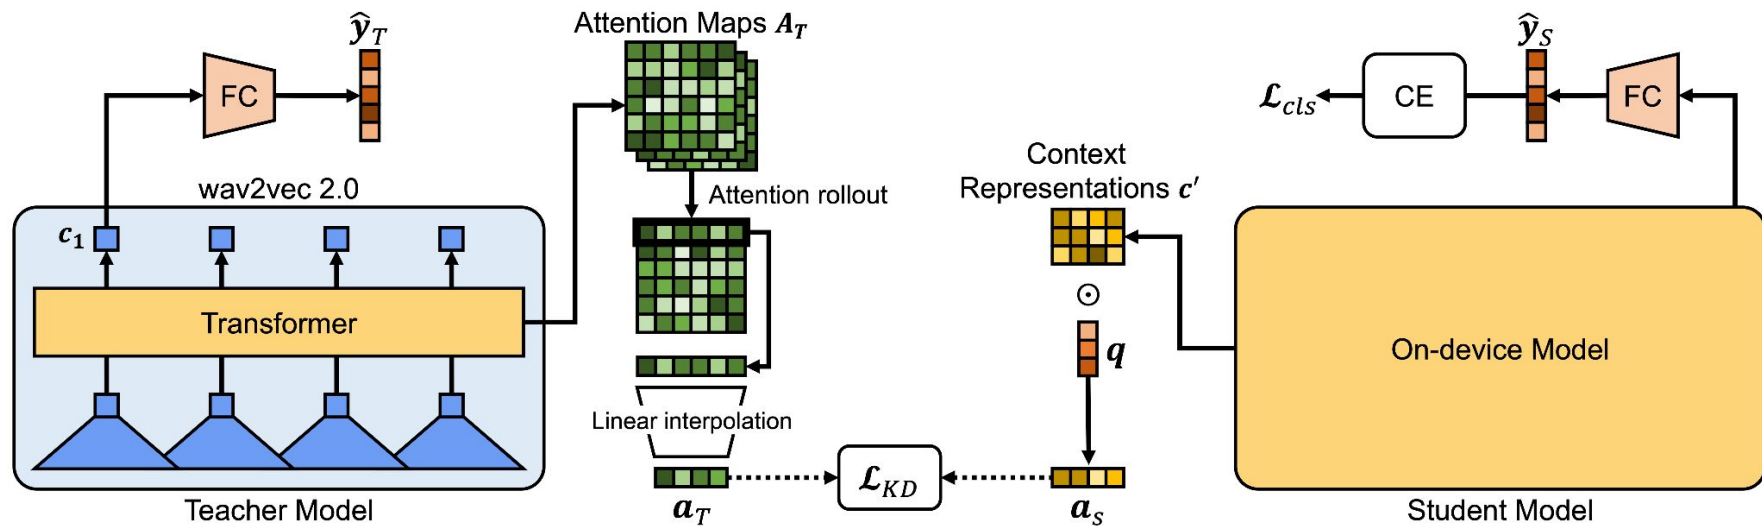 ŷ_T
FC
wav2vec 2.0
c_1
Transformer
Teacher Model
Attention Maps A_T
Attention rollout
Linear interpolation
a_T
ℒ_KD
Context
Representations c′
⊙
q
a_s
ℒ_cls
CE
ŷ_S
FC
On-device Model
Student Model